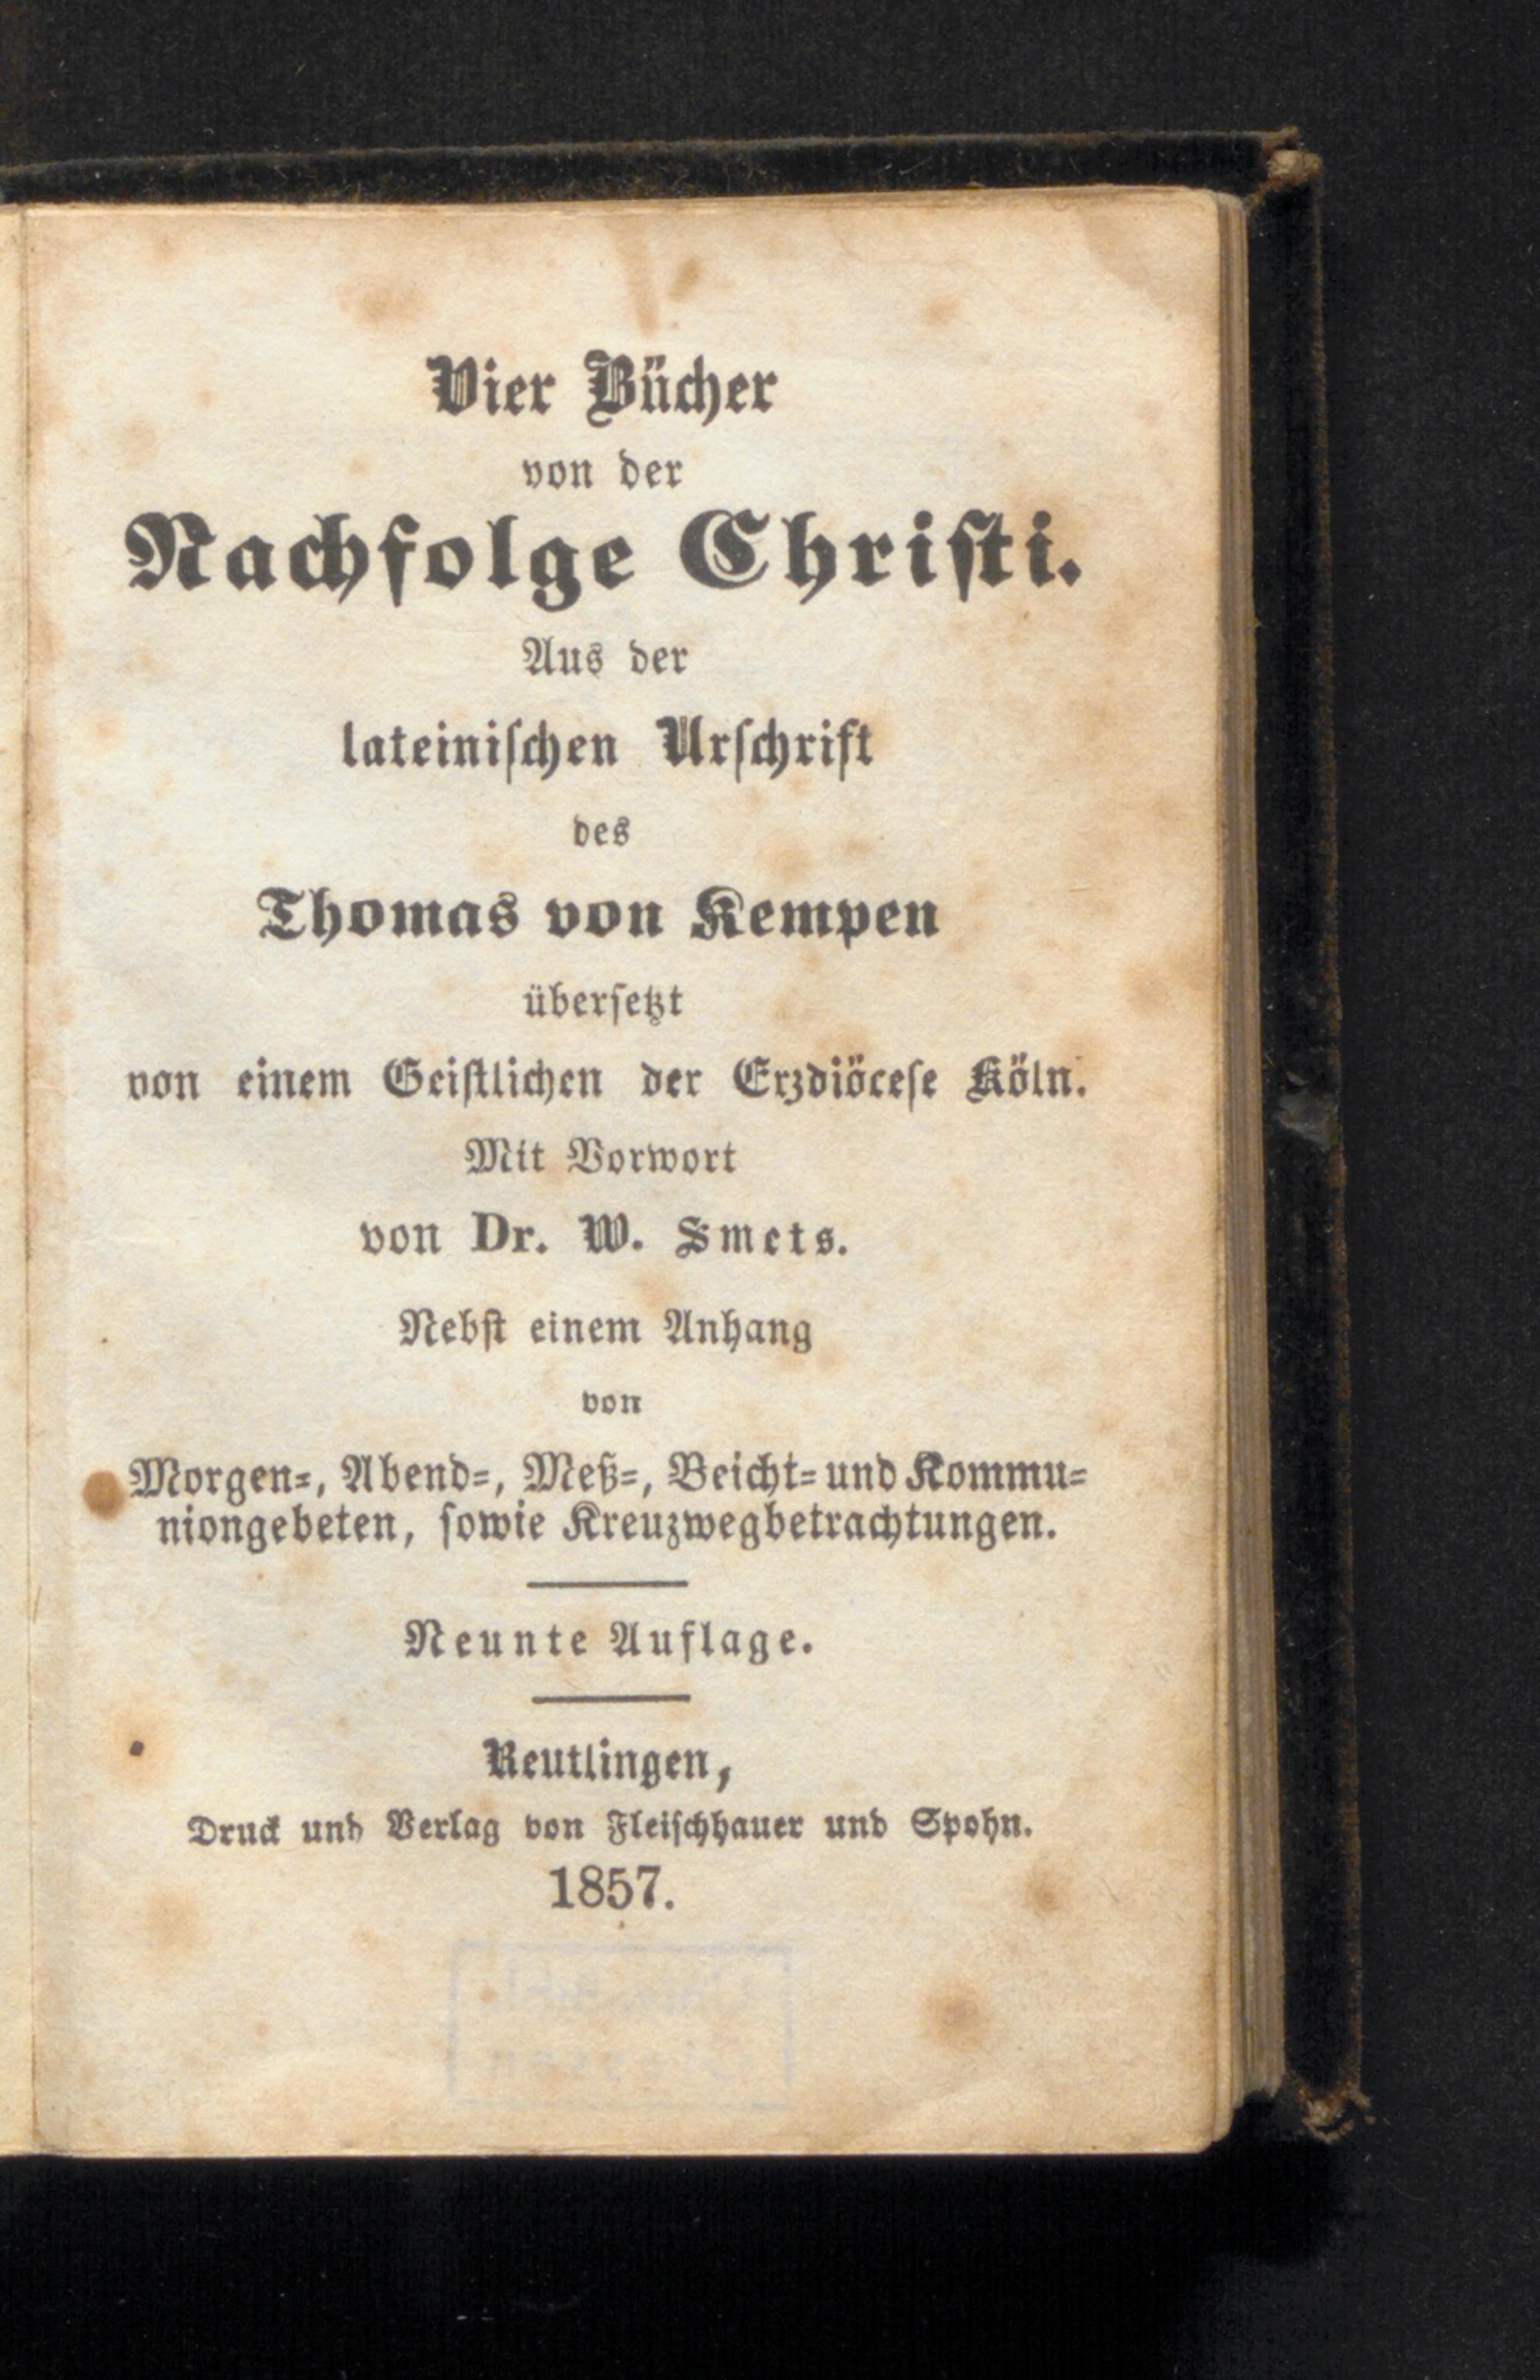 Vier Bücher
von der
Nachfolge Christi.
Aus der
lateinischen Urschrift
des
Thomas von Kempen
übersetzt
von einem Geistlichen der Erzdiöcese Köln.
Mit Vorwort
von Dr. W. Smets.
Nebst einem Anhang
von
Morgen=, Abend=, Meß=, Beicht= und Kommu=
niongebeten, sowie Kreuzwegbetrachtungen.
Neunte Auflage.
Reutlingen,
Druck und Verlag von Fleischhauer und Spohn.
1857.